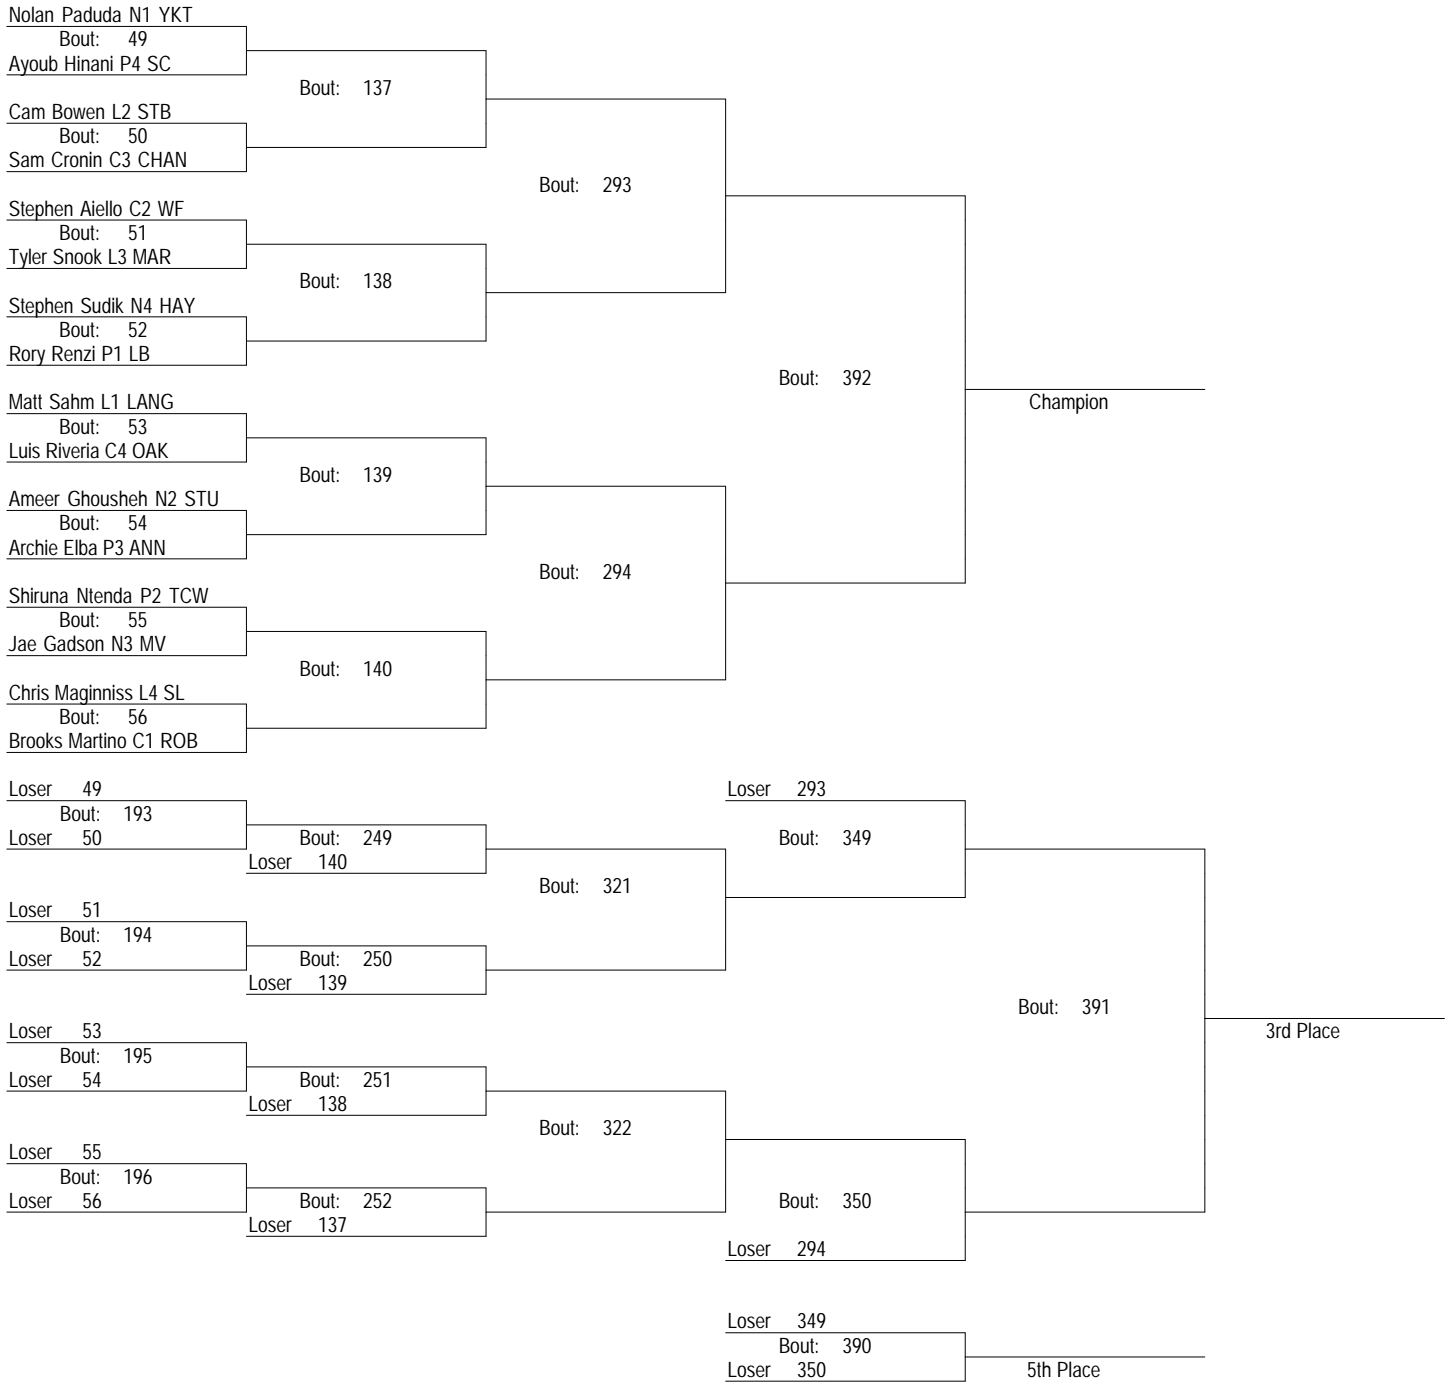 Nolan Paduda N1 YKT
Bout: 49
Ayoub Hinani P4 SC
Bout: 137
Cam Bowen L2 STB
Bout: 50
Sam Cronin C3 CHAN
Bout: 293
Stephen Aiello C2 WF
Bout: 51
Tyler Snook L3 MAR
Bout: 138
Stephen Sudik N4 HAY
Bout: 52
Rory Renzi P1 LB
Bout: 392
Champion
Matt Sahm L1 LANG
Bout: 53
Luis Riveria C4 OAK
Bout: 139
Ameer Ghousheh N2 STU
Bout: 54
Archie Elba P3 ANN
Bout: 294
Shiruna Ntenda P2 TCW
Bout: 55
Jae Gadson N3 MV
Bout: 140
Chris Maginniss L4 SL
Bout: 56
Brooks Martino C1 ROB
Loser 49
Bout: 193
Loser 50
Bout: 249
Loser 140
Bout: 321
Loser 293
Bout: 349
Loser 51
Bout: 194
Loser 52
Bout: 250
Loser 139
Bout: 391
3rd Place
Loser 53
Bout: 195
Loser 54
Bout: 251
Loser 138
Bout: 322
Loser 55
Bout: 196
Loser 56
Bout: 252
Loser 137
Bout: 350
Loser 294
Loser 349
Bout: 390
Loser 350
5th Place